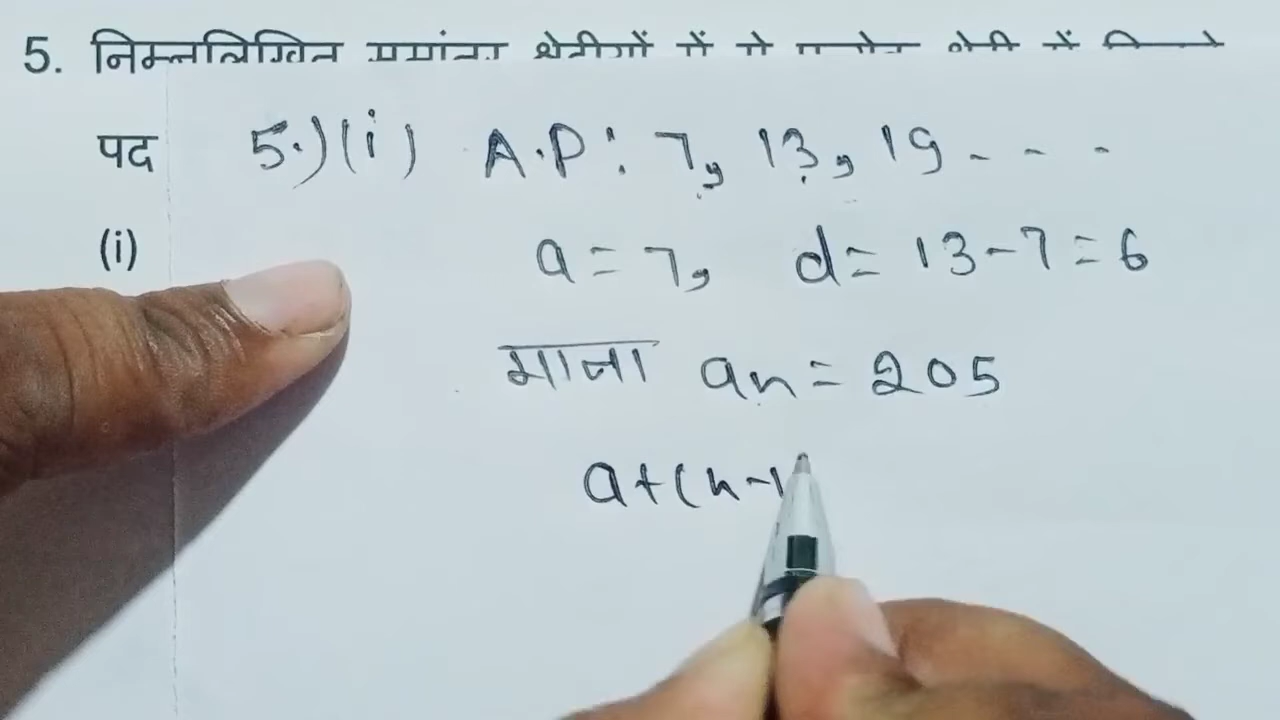 5. निम्नलिखित
पद
5.)(i) A.P: 7, 13, 19 - - -
(i)
a = 7, d = 13-7=6
माना an = 205
a+(n-1